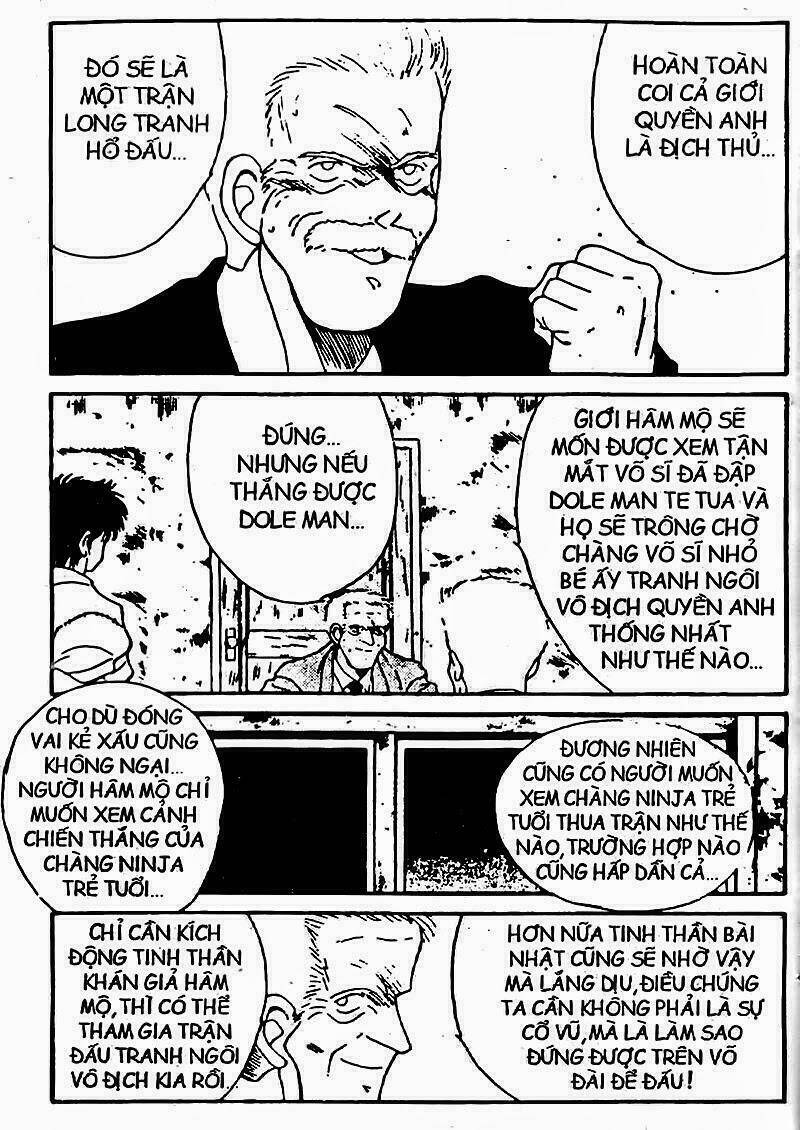 ĐÓ SẼ LÀ
MỘT TRẬN
LONG TRANH
HỔ ĐẤU...
HOÀN TOÀN
COI CẢ GIỚI
QUYỀN ANH
LÀ ĐỊCH THỦ...
ĐÚNG...
NHƯNG NẾU
THẮNG ĐƯỢC
DOLE MAN...
GIỚI HÂM MỘ SẼ
MỐN ĐƯỢC XEM TẬN
MẮT VÕ SĨ ĐÃ ĐẬP
DOLE MAN TE TUA VÀ
HỌ SẼ TRÔNG CHỜ
CHÀNG VÕ SĨ NHỎ
BÉ ẤY TRANH NGÔI
VÔ ĐỊCH QUYỀN ANH
THỐNG NHẤT
NHƯ THẾ NÀO...
CHO DÙ ĐÓNG
VAI KẺ XẤU CŨNG
KHÔNG NGẠI...
NGƯỜI HÂM MỘ CHỈ
MUỐN XEM CẢNH
CHIẾN THẮNG CỦA
CHÀNG NINJA
TRẺ TUỔI...
ĐƯƠNG NHIÊN
CŨNG CÓ NGƯỜI MUỐN
XEM CHÀNG NINJA TRẺ
TUỔI THUA TRẬN NHƯ THẾ
NÀO, TRƯỜNG HỢP NÀO
CŨNG HẤP DẪN CẢ...
CHỈ CẦN KÍCH
ĐỘNG TINH THẦN
KHÁN GIẢ HÂM
MỘ, THÌ CÓ THỂ
THAM GIA TRẬN
ĐẤU TRANH NGÔI
VÔ ĐỊCH KIA RỒI...
HƠN NỮA TINH THẦN BÀI
NHẬT CŨNG SẼ NHỜ VẬY
MÀ LẮNG DỊU, ĐIỀU CHÚNG
TA CẦN KHÔNG PHẢI LÀ SỰ
CỔ VŨ, MÀ LÀ LÀM SAO
ĐỨNG ĐƯỢC TRÊN VÕ
ĐÀI ĐỂ ĐẤU!